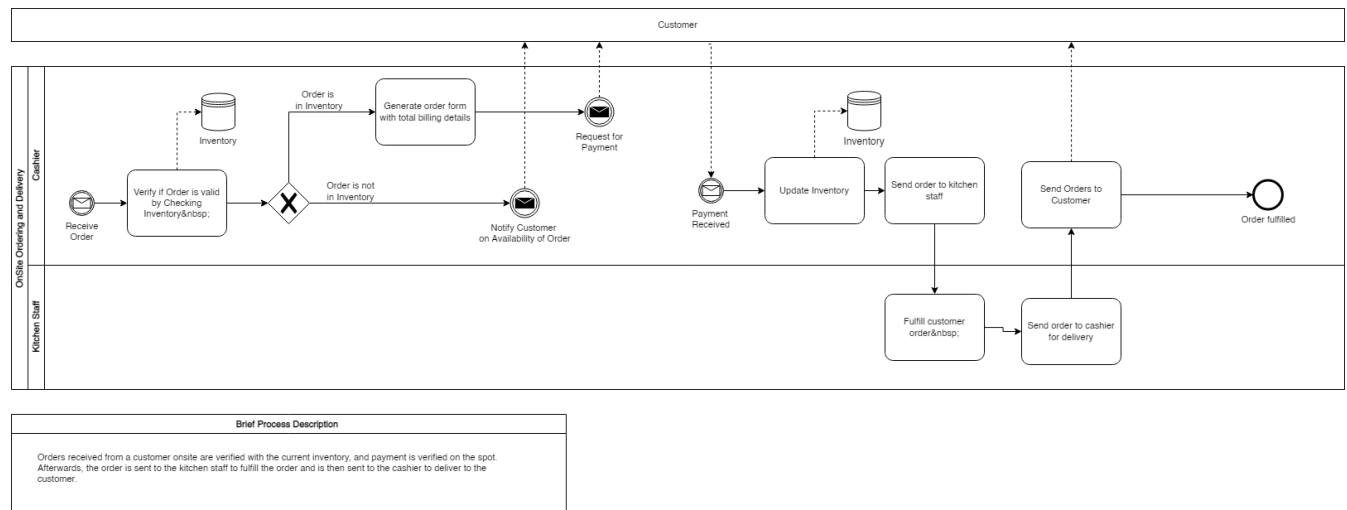 Customer
OnSite Ordering and Delivery
Cashier
Receive
Order
Verify if Order is valid
by Checking
Inventory&nbsp;
Inventory
Order is
in Inventory
Order is not
in Inventory
Generate order form
with total billing details
Request for
Payment
Notify Customer
on Availability of Order
Payment
Received
Update Inventory
Inventory
Send order to kitchen
staff
Send Orders to
Customer
Order fulfilled
Kitchen Staff
Fulfill customer
order&nbsp;
Send order to cashier
for delivery
Brief Process Description
Orders received from a customer onsite are verified with the current inventory, and payment is verified on the spot.
Afterwards, the order is sent to the kitchen staff to fulfill the order and is then sent to the cashier to deliver to the
customer.